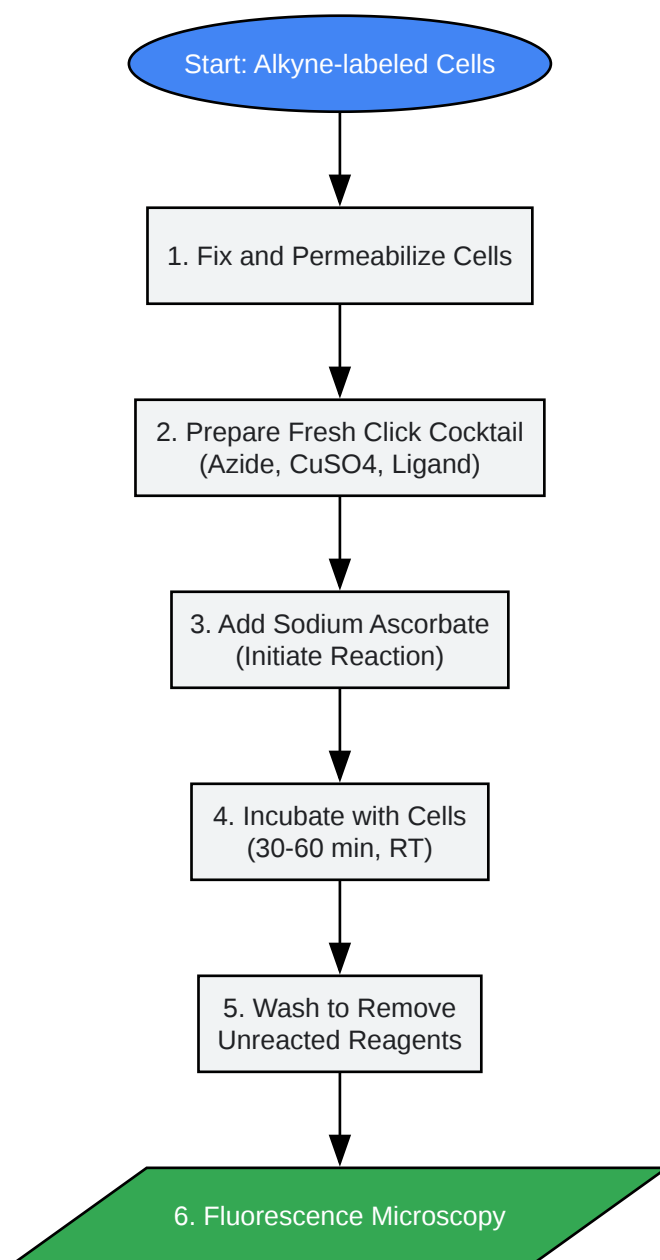 Start: Alkyne-labeled Cells
1. Fix and Permeabilize Cells
2. Prepare Fresh Click Cocktail
(Azide, CuSO4, Ligand)
3. Add Sodium Ascorbate
(Initiate Reaction)
4. Incubate with Cells
(30-60 min, RT)
5. Wash to Remove
Unreacted Reagents
6. Fluorescence Microscopy